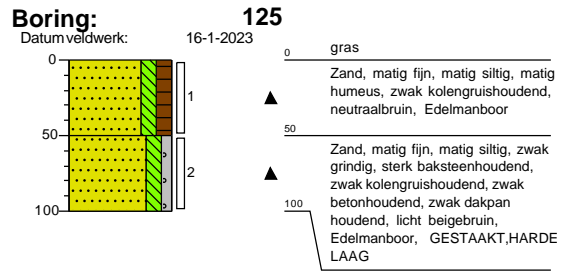 Boring: 125
Datum veldwerk: 16-1-2023
0
50
100
1
2
0 gras
Zand, matig fijn, matig siltig, matig
humeus, zwak kolengruishoudend,
neutraalbruin, Edelmanboor
50
Zand, matig fijn, matig siltig, zwak
grindig, sterk baksteenhoudend,
zwak kolengruishoudend, zwak
betonhoudend, zwak dakpan
houdend, licht beigebruin,
Edelmanboor, GESTAAKT,HARDE
LAAG
100